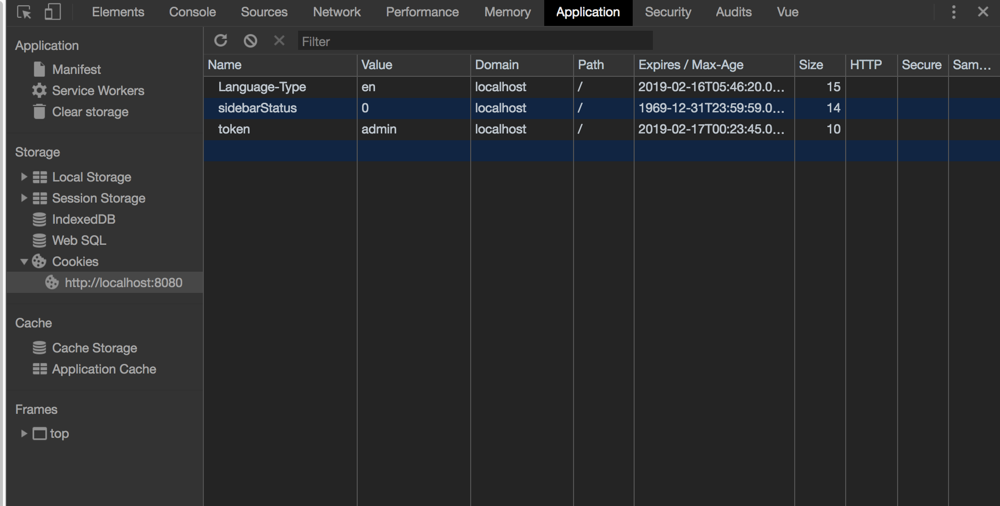 Elements Console Sources Network Performance Memory Application Security Audits Vue
Application
Manifest
Service Workers
Clear storage
Storage
Local Storage
Session Storage
IndexedDB
Web SQL
Cookies
http://localhost:8080
Cache
Cache Storage
Application Cache
Frames
top
Filter
Name Value Domain Path Expires / Max-Age Size HTTP Secure Sam...
Language-Type en localhost / 2019-02-16T05:46:20.0... 15
sidebarStatus 0 localhost / 1969-12-31T23:59:59.0... 14
token admin localhost / 2019-02-17T00:23:45.0... 10